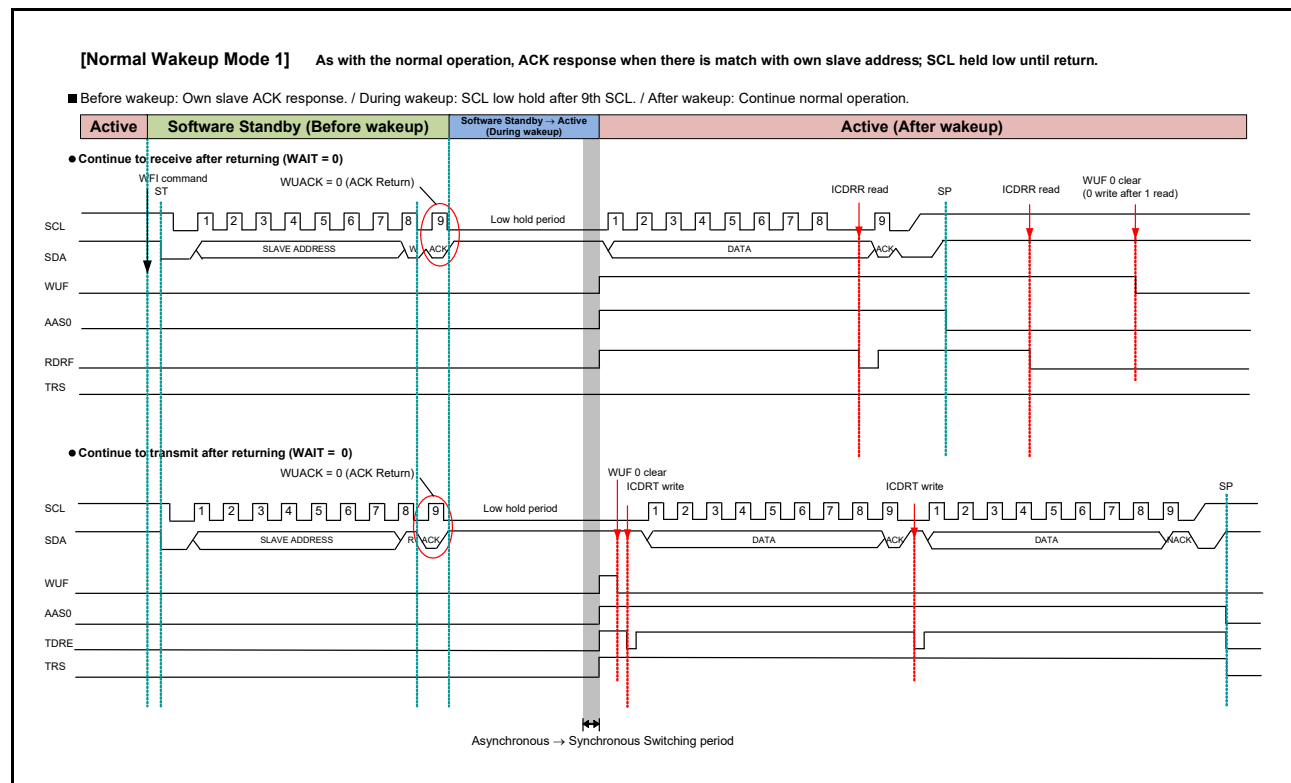 [Normal Wakeup Mode 1] As with the normal operation, ACK response when there is match with own slave address; SCL held low until return.
■ Before wakeup: Own slave ACK response. / During wakeup: SCL low hold after 9th SCL. / After wakeup: Continue normal operation.
Active Software Standby (Before wakeup) Software Standby → Active (During wakeup) Active (After wakeup)
● Continue to receive after returning (WAIT = 0)
WFI command
ST
WUACK = 0 (ACK Return)
ICDRR read
SP
ICDRR read
WUF 0 clear
(0 write after 1 read)
SCL 1 2 3 4 5 6 7 8 9 Low hold period 1 2 3 4 5 6 7 8 9
SDA SLAVE ADDRESS W ACK DATA ACK
WUF
AAS0
RDRF
TRS
● Continue to transmit after returning (WAIT = 0)
WUACK = 0 (ACK Return)
WUF 0 clear
ICDRT write
ICDRT write
SP
SCL 1 2 3 4 5 6 7 8 9 Low hold period 1 2 3 4 5 6 7 8 9 1 2 3 4 5 6 7 8 9
SDA SLAVE ADDRESS R ACK DATA ACK DATA NACK
WUF
AAS0
TDRE
TRS
Asynchronous → Synchronous Switching period